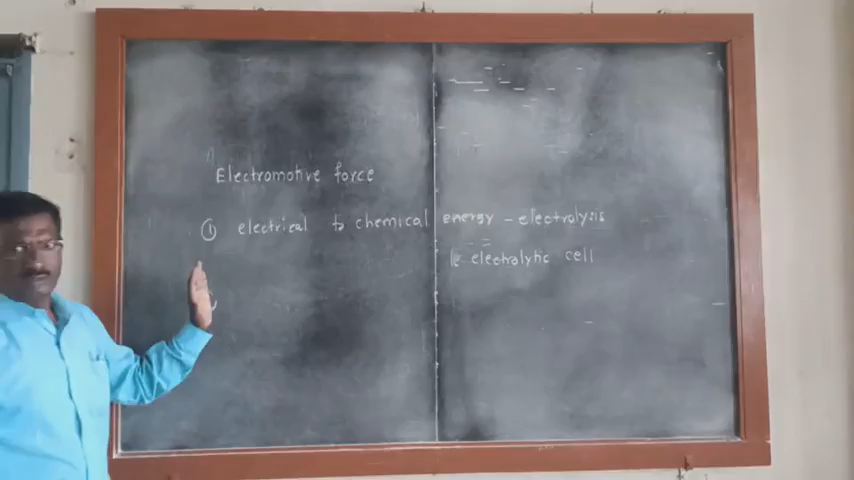 Electromotive force
① electrical to chemical energy - electrolysis
electrolytic cell